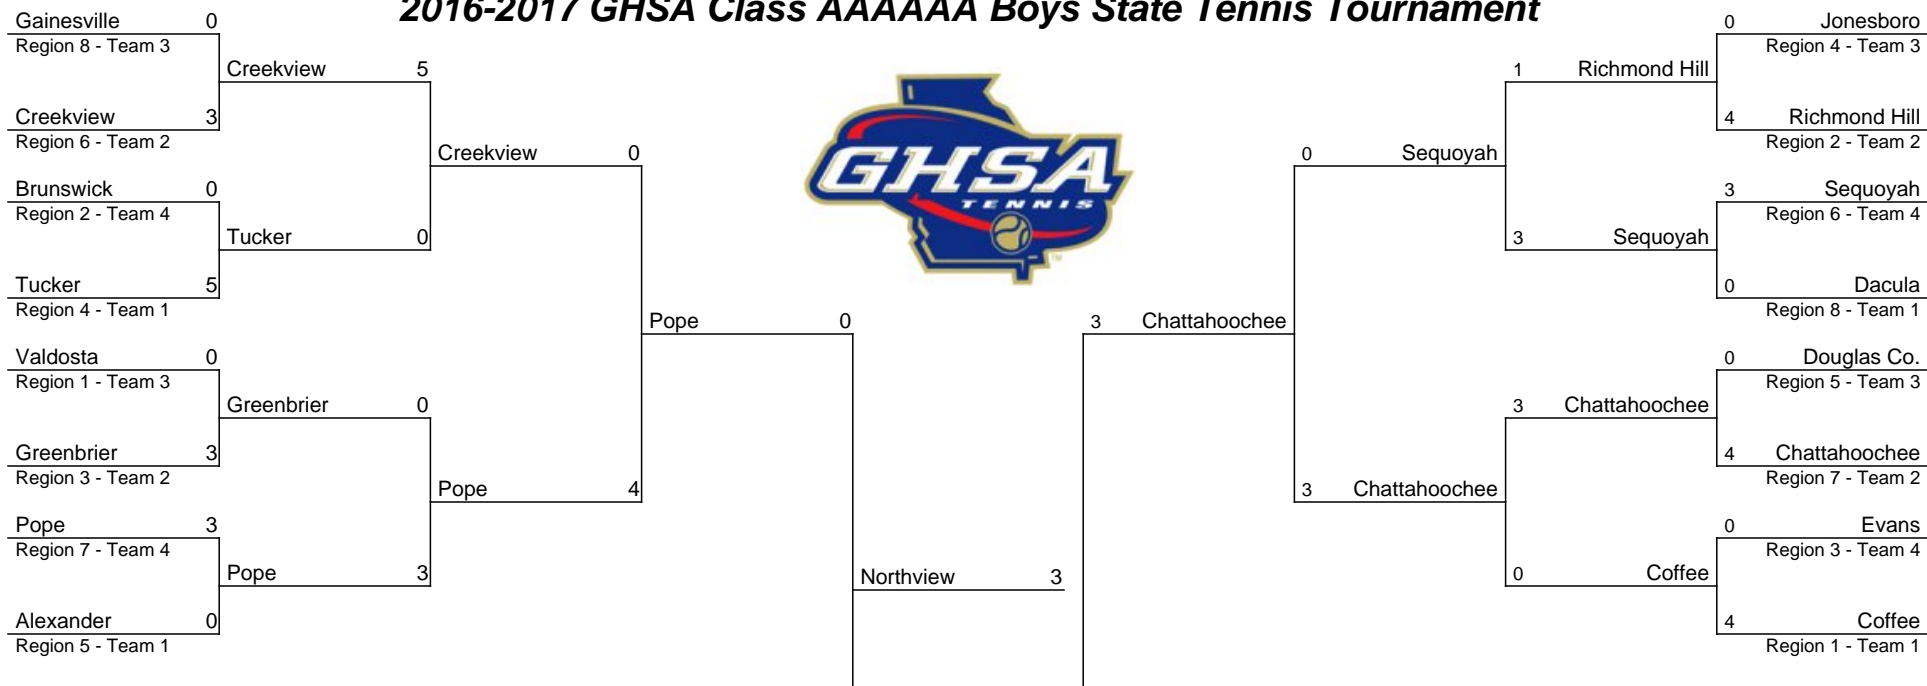 2016-2017 GHSA Class AAAAAA Boys State Tennis Tournament
Gainesville 0
Region 8 - Team 3
Creekview 5
Creekview 3
Region 6 - Team 2
Creekview 0
Brunswick 0
Region 2 - Team 4
Tucker 0
Tucker 5
Region 4 - Team 1
Pope 0
Valdosta 0
Region 1 - Team 3
Greenbrier 0
Greenbrier 3
Region 3 - Team 2
Pope 4
Pope 3
Region 7 - Team 4
Pope 3
Alexander 0
Region 5 - Team 1
Northview 3
GHSA
TENNIS
TM
0 Jonesboro
Region 4 - Team 3
1 Richmond Hill
4 Richmond Hill
Region 2 - Team 2
0 Sequoyah
3 Sequoyah
Region 6 - Team 4
3 Sequoyah
0 Dacula
Region 8 - Team 1
3 Chattahoochee
0 Douglas Co.
Region 5 - Team 3
3 Chattahoochee
4 Chattahoochee
Region 7 - Team 2
3 Chattahoochee
0 Evans
Region 3 - Team 4
0 Coffee
4 Coffee
Region 1 - Team 1